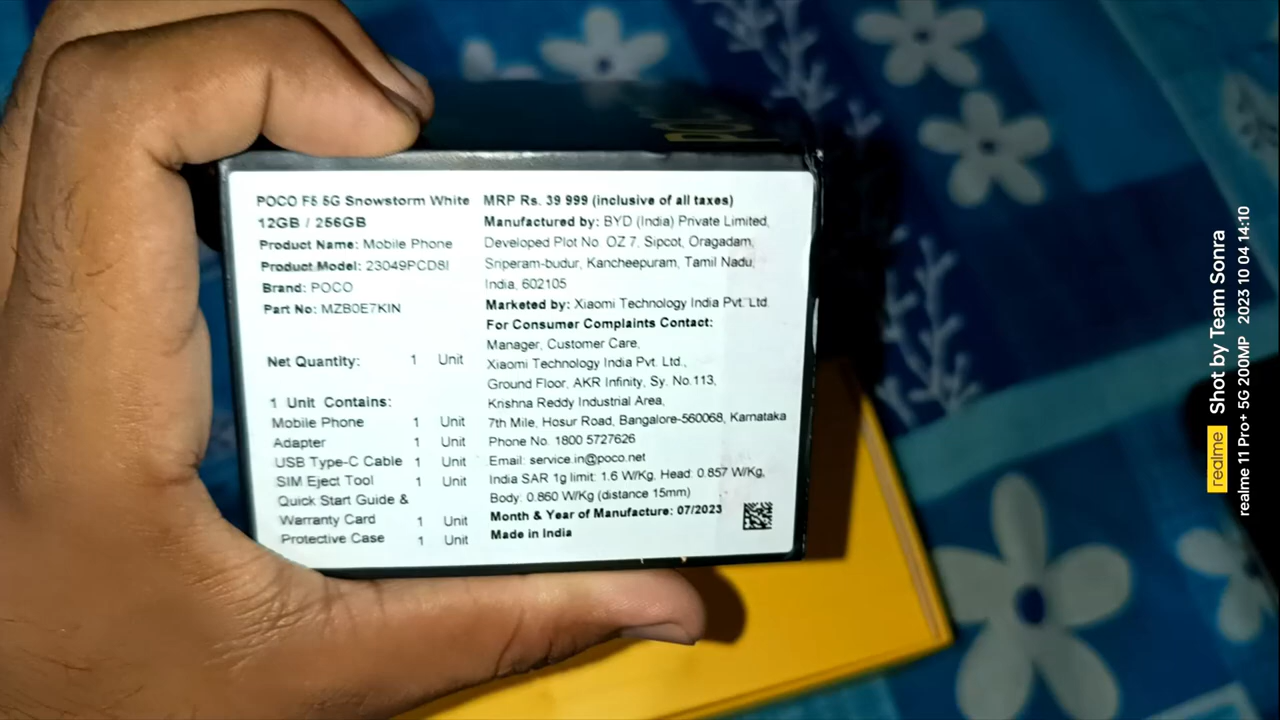 POCO F5 5G Snowstorm White
12GB / 256GB
Product Name: Mobile Phone
Product Model: 23049PCD8I
Brand: POCO
Part No: MZB0E7KIN
Net Quantity: 1 Unit
1 Unit Contains:
Mobile Phone 1 Unit
Adapter 1 Unit
USB Type-C Cable 1 Unit
SIM Eject Tool 1 Unit
Quick Start Guide &
Warranty Card 1 Unit
Protective Case 1 Unit
MRP Rs. 39 999 (inclusive of all taxes)
Manufactured by: BYD (India) Private Limited,
Developed Plot No. OZ 7, Sipcot, Oragadam,
Sriperam-budur, Kancheepuram, Tamil Nadu,
India, 602105
Marketed by: Xiaomi Technology India Pvt. Ltd.
For Consumer Complaints Contact:
Manager, Customer Care,
Xiaomi Technology India Pvt. Ltd.,
Ground Floor, AKR Infinity, Sy. No.113,
Krishna Reddy Industrial Area,
7th Mile, Hosur Road, Bangalore-560068, Karnataka
Phone No. 1800 5727626
Email: service.in@poco.net
India SAR 1g limit: 1.6 W/Kg, Head: 0.857 W/Kg,
Body: 0.860 W/Kg (distance 15mm)
Month & Year of Manufacture: 07/2023
Made in India
realme Shot by Team Sonra
realme 11 Pro+ 5G 200MP 2023 10 04 14:10